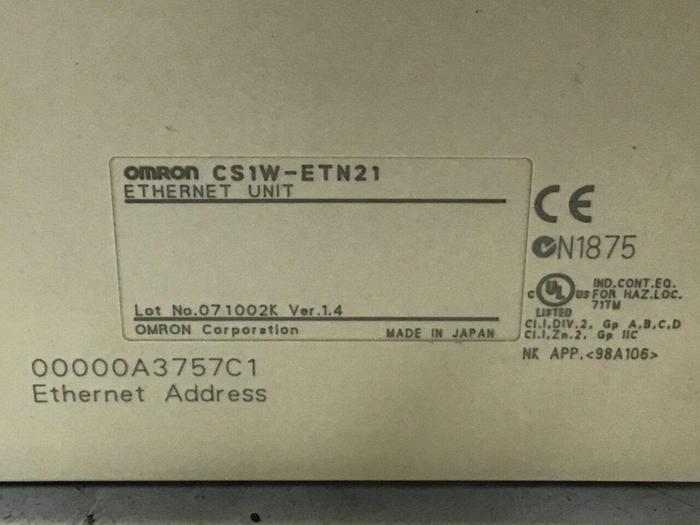 omron CS1W-ETN21
ETHERNET UNIT
Lot No.071002K Ver.1.4
OMRON Corporation MADE IN JAPAN
00000A3757C1
Ethernet Address
CE
N1875
C UL US LISTED
IND.CONT.EQ.
FOR HAZ.LOC.
71TM
Cl.I,DIV.2, Gp A,B,C,D
Cl.I,Zn.2, Gp IIC
NK APP.<98A106>